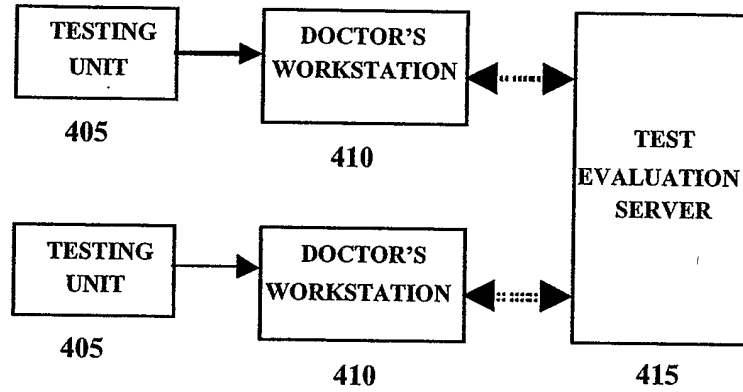 TESTING
UNIT
405
DOCTOR'S
WORKSTATION
410
TESTING
UNIT
405
DOCTOR'S
WORKSTATION
410
TEST
EVALUATION
SERVER
415